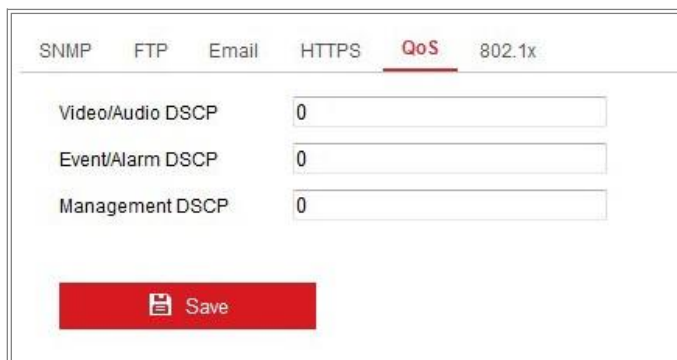 SNMP FTP Email HTTPS QoS 802.1x
Video/Audio DSCP 0
Event/Alarm DSCP 0
Management DSCP 0
Save